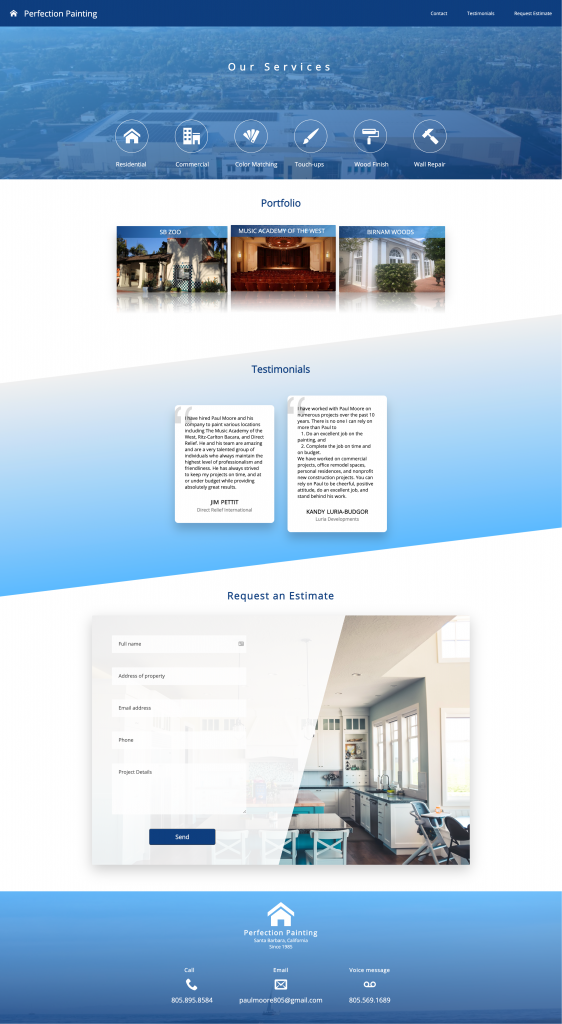 Perfection Painting
Contact
Testimonials
Request Estimate
Our Services
Residential
Commercial
Color Matching
Touch-ups
Wood Finish
Wall Repair
Portfolio
SB ZOO
MUSIC ACADEMY OF THE WEST
BIRNAM WOODS
Testimonials
I have hired Paul Moore and his
company to paint various locations
including The Music Academy of the
West, Ritz-Carlton Bacara, and Direct
Relief. He and his team are amazing
and are a very talented group of
individuals who always maintain the
highest level of professionalism and
friendliness. He has always strived
to keep my projects on time, and at
or under budget while providing
absolutely great results.
JIM PETTIT
Direct Relief International
I have worked with Paul Moore on
numerous projects over the past 10
years. There is no one I can rely on
more than Paul to
1. Do an excellent job on the
painting, and
2. Complete the job on time and
on budget.
We have worked on commercial
projects, office remodel spaces,
personal residences, and nonprofit
new construction projects. You can
rely on Paul to be cheerful, positive
attitude, do an excellent job, and
stand behind his work.
KANDY LURIA-BUDGOR
Luria Developments
Request an Estimate
Full name
Address of property
Email address
Phone
Project Details
Send
Perfection Painting
Santa Barbara, California
Since 1985
Call
Email
Voice message
805.895.8584
paulmoore805@gmail.com
805.569.1689